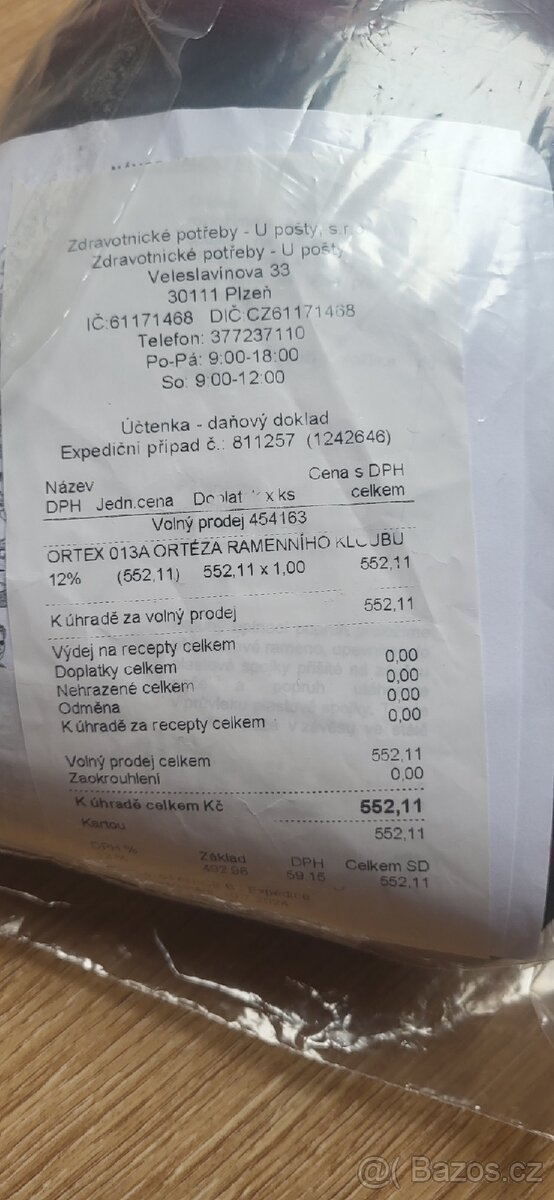 Zdravotnické potřeby - U pošty, s.r.o
Zdravotnické potřeby - U pošty
Veleslavínova 33
30111 Plzeň
IČ:61171468 DIČ:CZ61171468
Telefon: 377237110
Po-Pá: 9:00-18:00
So: 9:00-12:00
Účtenka - daňový doklad
Expediční případ č.: 811257 (1242646)
Název
Cena s DPH
DPH Jedn.cena x ks celkem
Volný prodej 454163
ORTEX 013A ORTÉZA RAMENNÍHO KLOUBU
12% (552,11) 552,11 x 1,00 552,11
K úhradě za volný prodej 552,11
Výdej na recepty celkem 0,00
Doplatky celkem 0,00
Nehrazené celkem 0,00
Odměna 0,00
K úhradě za recepty celkem
Volný prodej celkem 552,11
Zaokrouhlení 0,00
K úhradě celkem Kč 552,11
Kartou 552,11
DPH % Základ DPH Celkem SD
492.96 59.15 552,11
Expedice
2024
Bazoš.cz